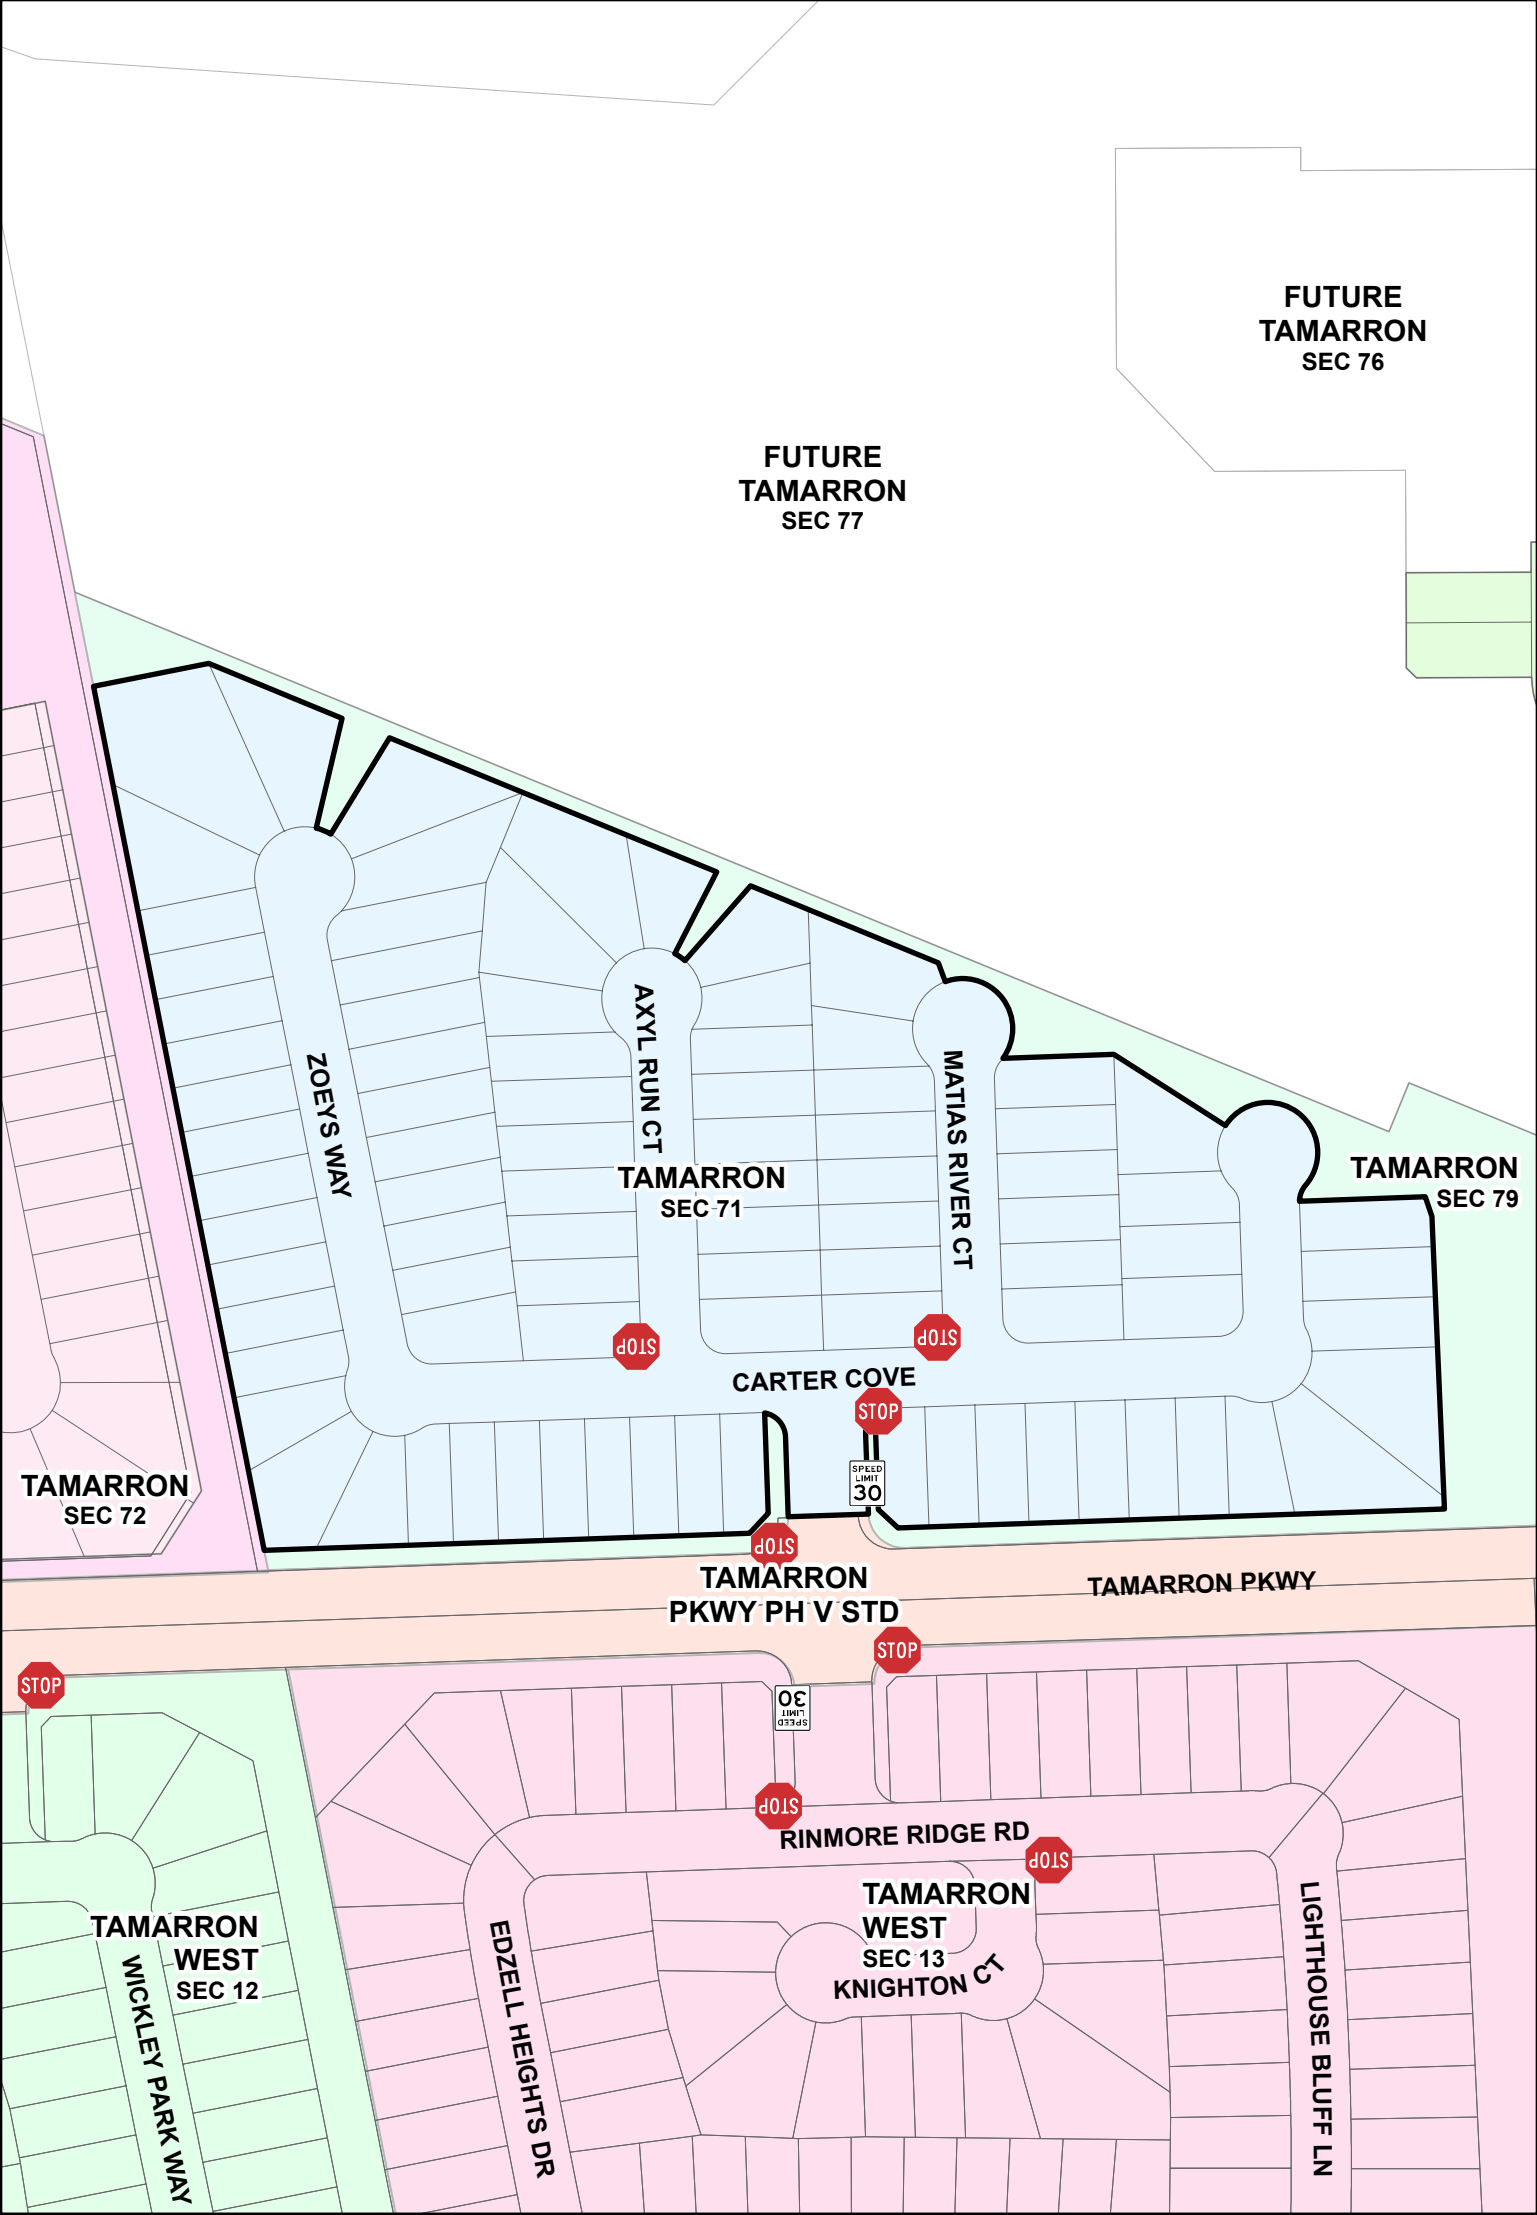 FUTURE
TAMARRON
SEC 76
FUTURE
TAMARRON
SEC 77
ZOEYS WAY
AXYL RUN CT
MATIAS RIVER CT
TAMARRON
SEC 71
TAMARRON
SEC 79
STOP
STOP
CARTER COVE
STOP
SPEED
LIMIT
30
TAMARRON
SEC 72
STOP
TAMARRON
PKWY PH V STD
TAMARRON PKWY
STOP
STOP
SPEED
LIMIT
30
STOP
RINMORE RIDGE RD
STOP
TAMARRON
WEST
SEC 13
KNIGHTON CT
TAMARRON
WEST
SEC 12
WICKLEY PARK WAY
EDZELL HEIGHTS DR
LIGHTHOUSE BLUFF LN